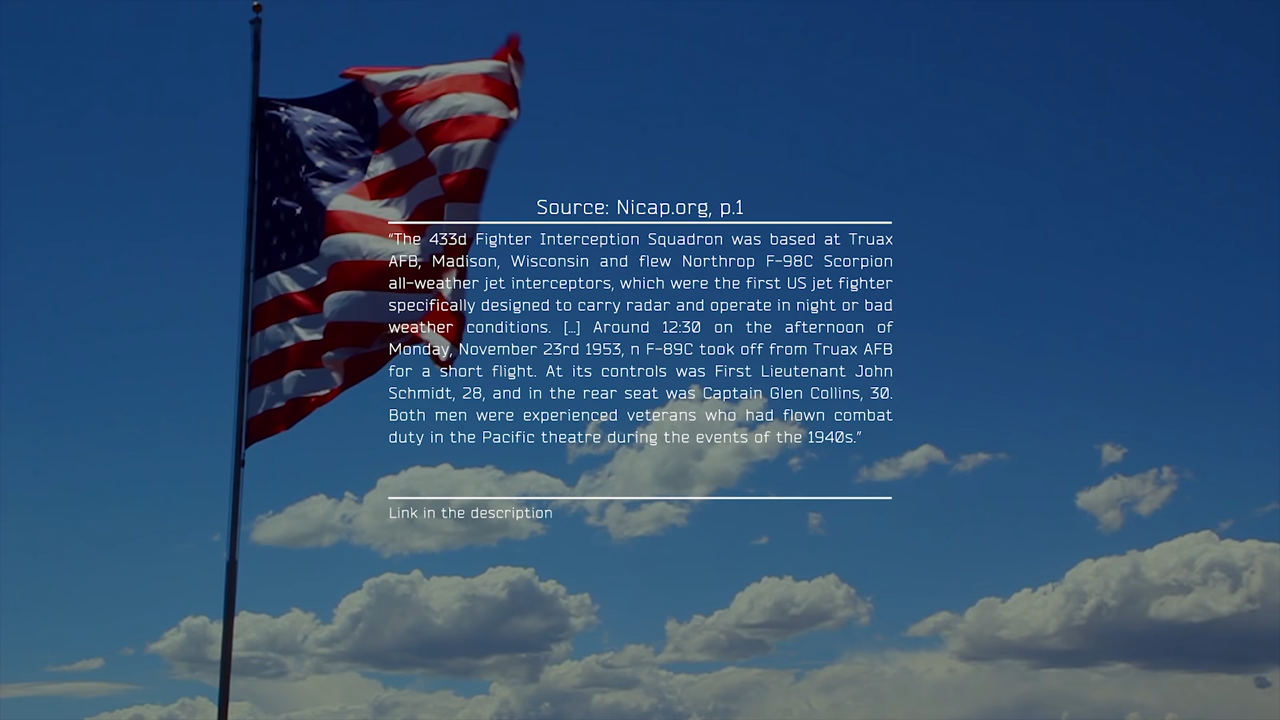 Source: Nicap.org, p.1
"The 433d Fighter Interception Squadron was based at Truax
AFB, Madison, Wisconsin and flew Northrop F-98C Scorpion
all-weather jet interceptors, which were the first US jet fighter
specifically designed to carry radar and operate in night or bad
weather conditions. [...] Around 12:30 on the afternoon of
Monday, November 23rd 1953, n F-89C took off from Truax AFB
for a short flight. At its controls was First Lieutenant John
Schmidt, 28, and in the rear seat was Captain Glen Collins, 30.
Both men were experienced veterans who had flown combat
duty in the Pacific theatre during the events of the 1940s."
Link in the description